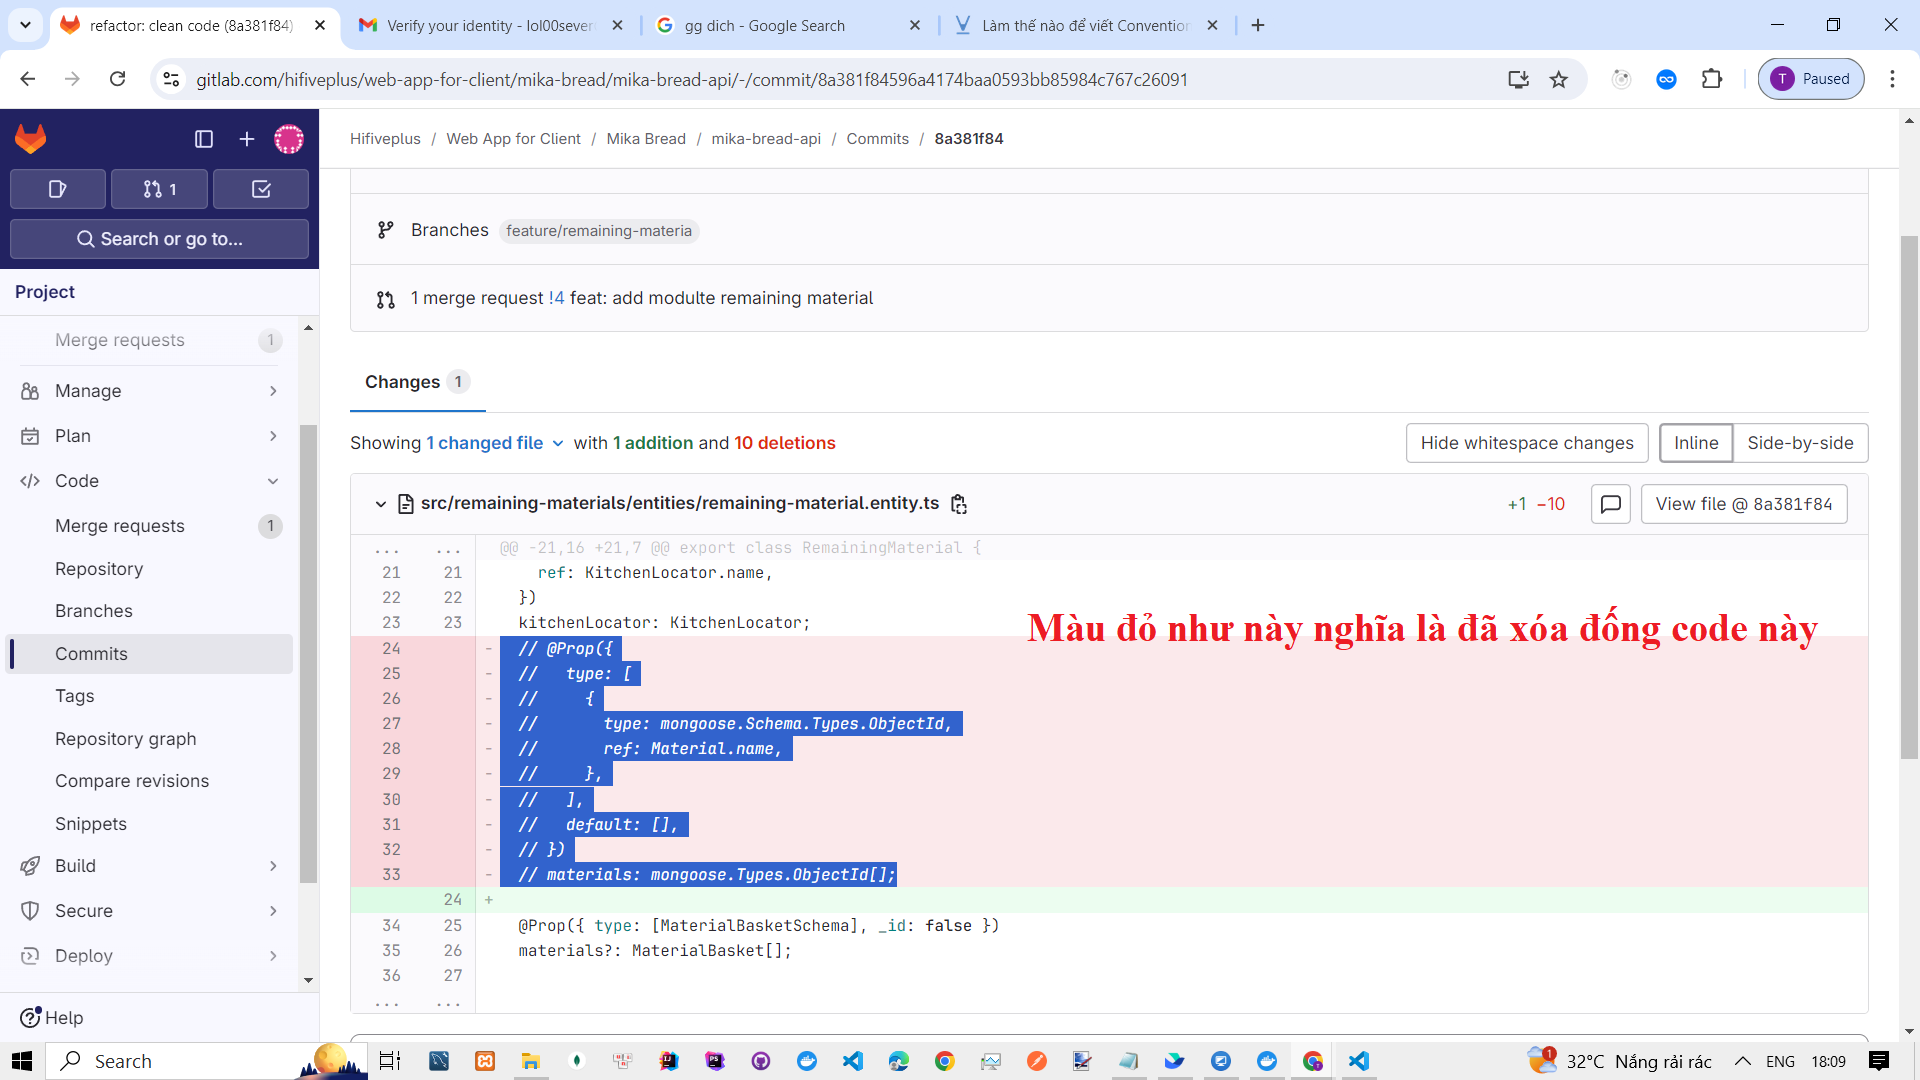 refactor: clean code (8a381f84)
Verify your identity - lol00sever
gg dich - Google Search
Làm thế nào để viết Convention
gitlab.com/hifiveplus/web-app-for-client/mika-bread/mika-bread-api/-/commit/8a381f84596a4174baa0593bb85984c767c26091
T Paused
1
Search or go to...
Project
Merge requests 1
Manage
Plan
Code
Merge requests 1
Repository
Branches
Commits
Tags
Repository graph
Compare revisions
Snippets
Build
Secure
Deploy
Help
Hifiveplus / Web App for Client / Mika Bread / mika-bread-api / Commits / 8a381f84
Branches feature/remaining-materia
1 merge request !4 feat: add modulte remaining material
Changes 1
Showing 1 changed file with 1 addition and 10 deletions
Hide whitespace changes Inline Side-by-side
src/remaining-materials/entities/remaining-material.entity.ts +1 −10 View file @ 8a381f84
... ... @@ -21,16 +21,7 @@ export class RemainingMaterial {
21 21 ref: KitchenLocator.name,
22 22 })
23 23 kitchenLocator: KitchenLocator;
Màu đỏ như này nghĩa là đã xóa đống code này
24 - // @Prop({
25 - // type: [
26 - // {
27 - // type: mongoose.Schema.Types.ObjectId,
28 - // ref: Material.name,
29 - // },
30 - // ],
31 - // default: [],
32 - // })
33 - // materials: mongoose.Types.ObjectId[];
24 +
34 25 @Prop({ type: [MaterialBasketSchema], _id: false })
35 26 materials?: MaterialBasket[];
36 27
... ...
Search
1 32°C Nắng rải rác ENG 18:09